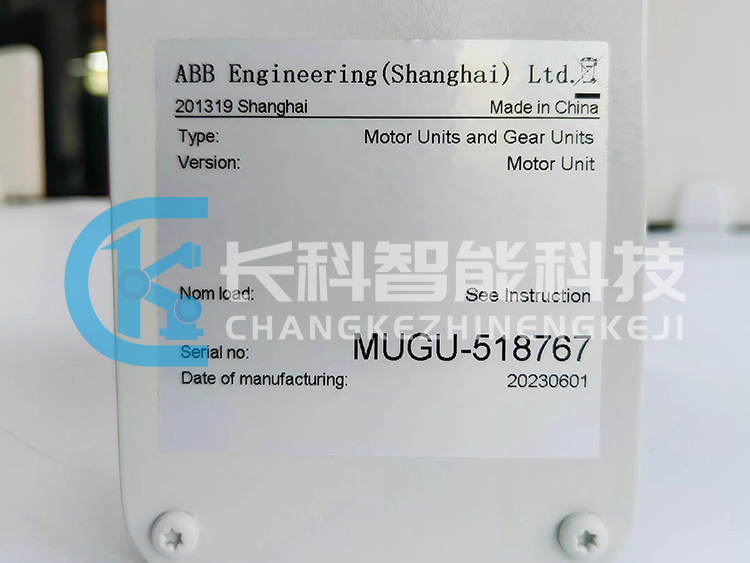 ABB Engineering(Shanghai) Ltd.
201319 Shanghai Made in China
Type: Motor Units and Gear Units
Version: Motor Unit
长科智能科技
Nom load: See Instruction
CHANGKEZHINENGKEJI
Serial no: MUGU-518767
Date of manufacturing: 20230601